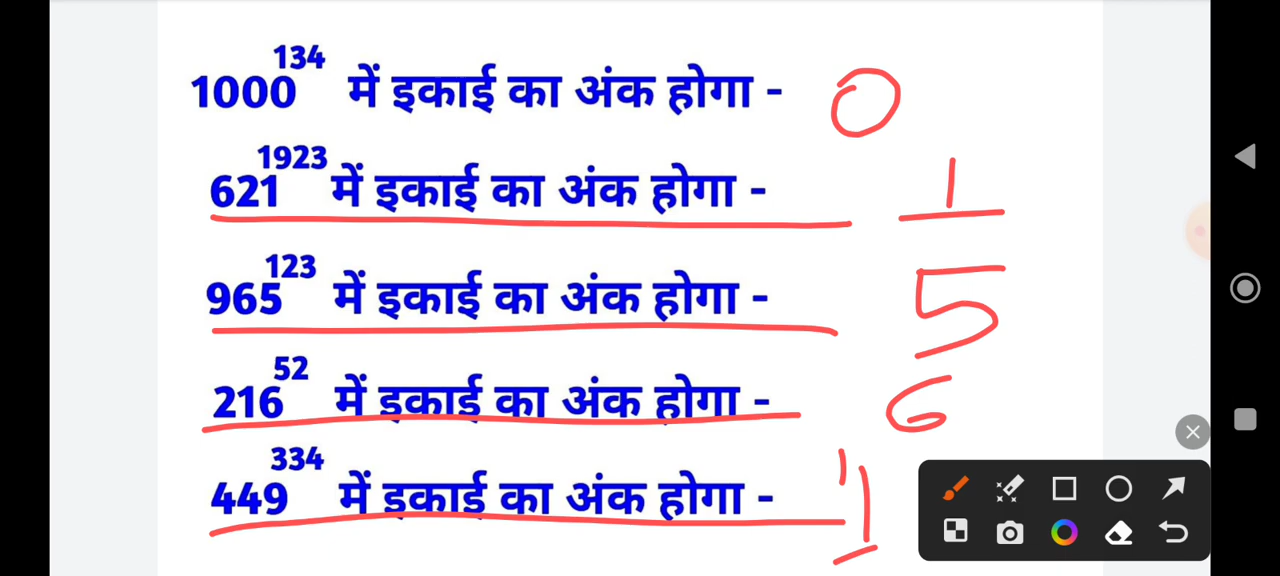 1000^134 में इकाई का अंक होगा - 0
621^1923 में इकाई का अंक होगा - 1
965^123 में इकाई का अंक होगा - 5
216^52 में इकाई का अंक होगा - 6
449^334 में इकाई का अंक होगा - 1